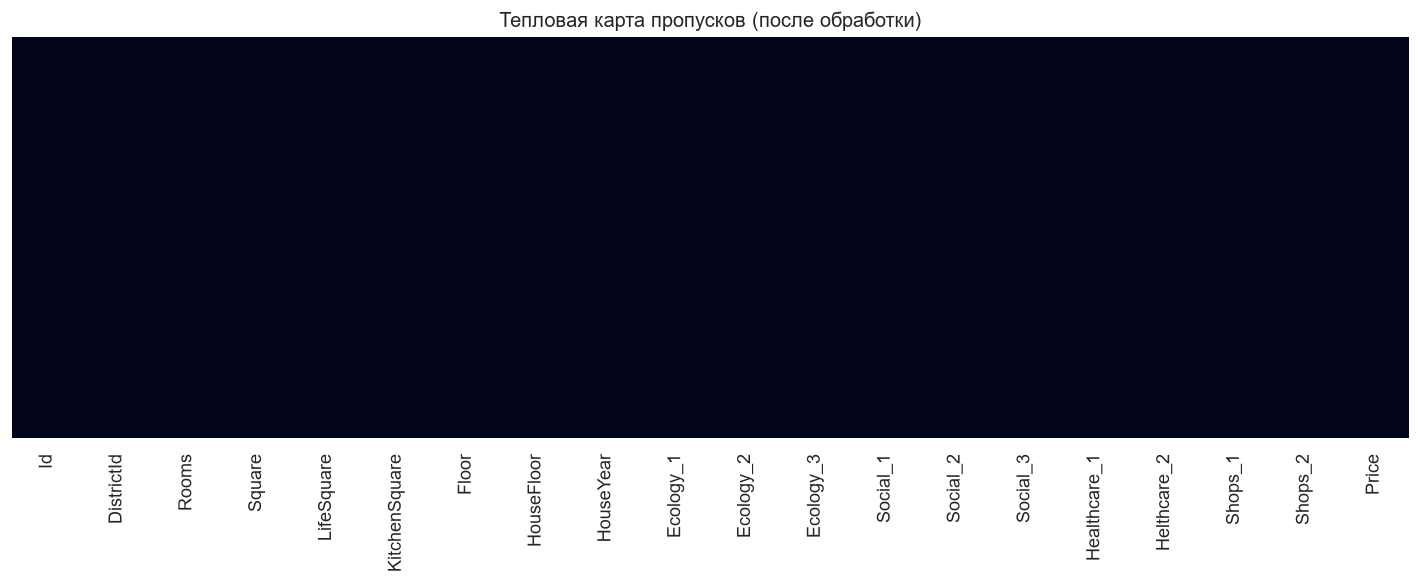 Тепловая карта пропусков (после обработки)
Id
DistrictId
Rooms
Square
LifeSquare
KitchenSquare
Floor
HouseFloor
HouseYear
Ecology_1
Ecology_2
Ecology_3
Social_1
Social_2
Social_3
Healthcare_1
Helthcare_2
Shops_1
Shops_2
Price